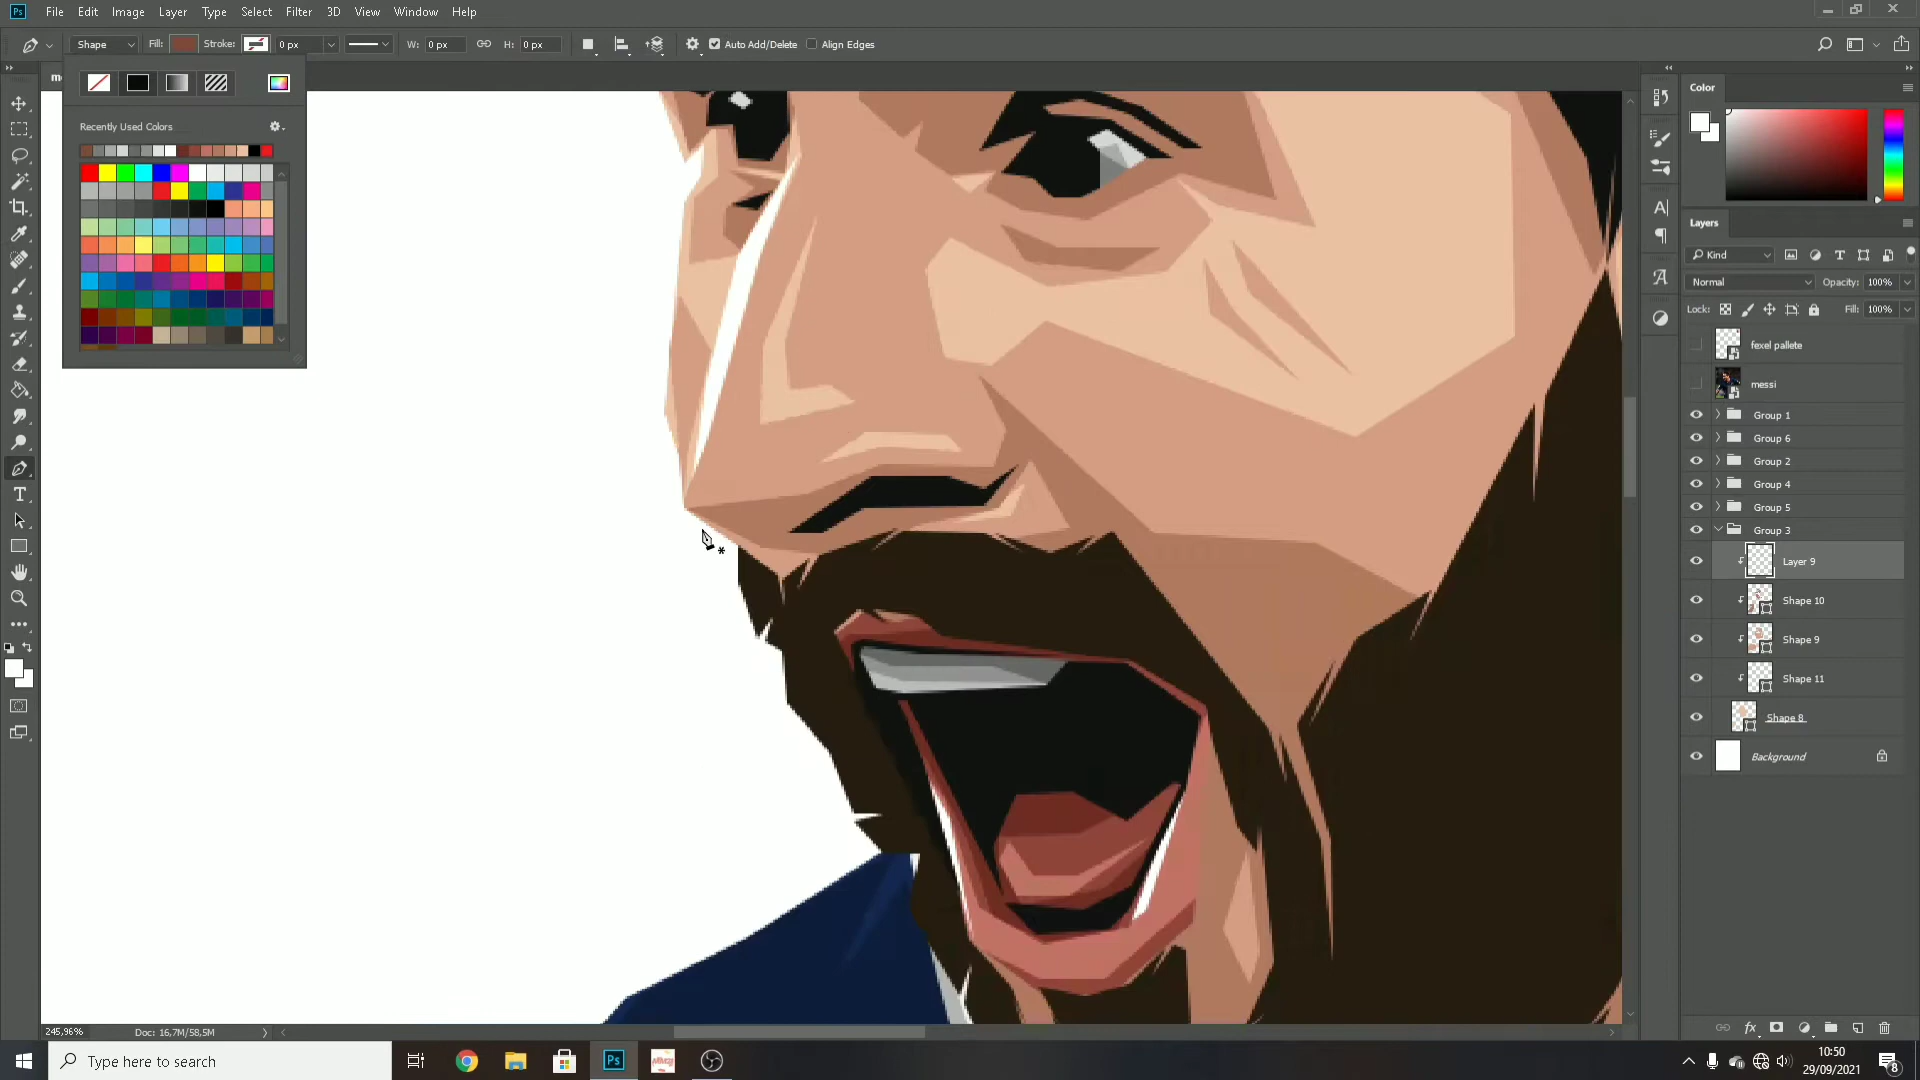 Ps File Edit Image Layer Type Select Filter 3D View Window Help
Shape Fill: Stroke: 0 px W: 0 px H: 0 px Auto Add/Delete Align Edges
Recently Used Colors
Color
Layers
Kind
Normal Opacity: 100%
Lock: Fill: 100%
fexel pallete
messi
Group 1
Group 6
Group 2
Group 4
Group 5
Group 3
Layer 9
Shape 10
Shape 9
Shape 11
Shape 8
Background
245,96% Doc: 16,7M/58,5M
Type here to search
Ps
10:50
29/09/2021
8